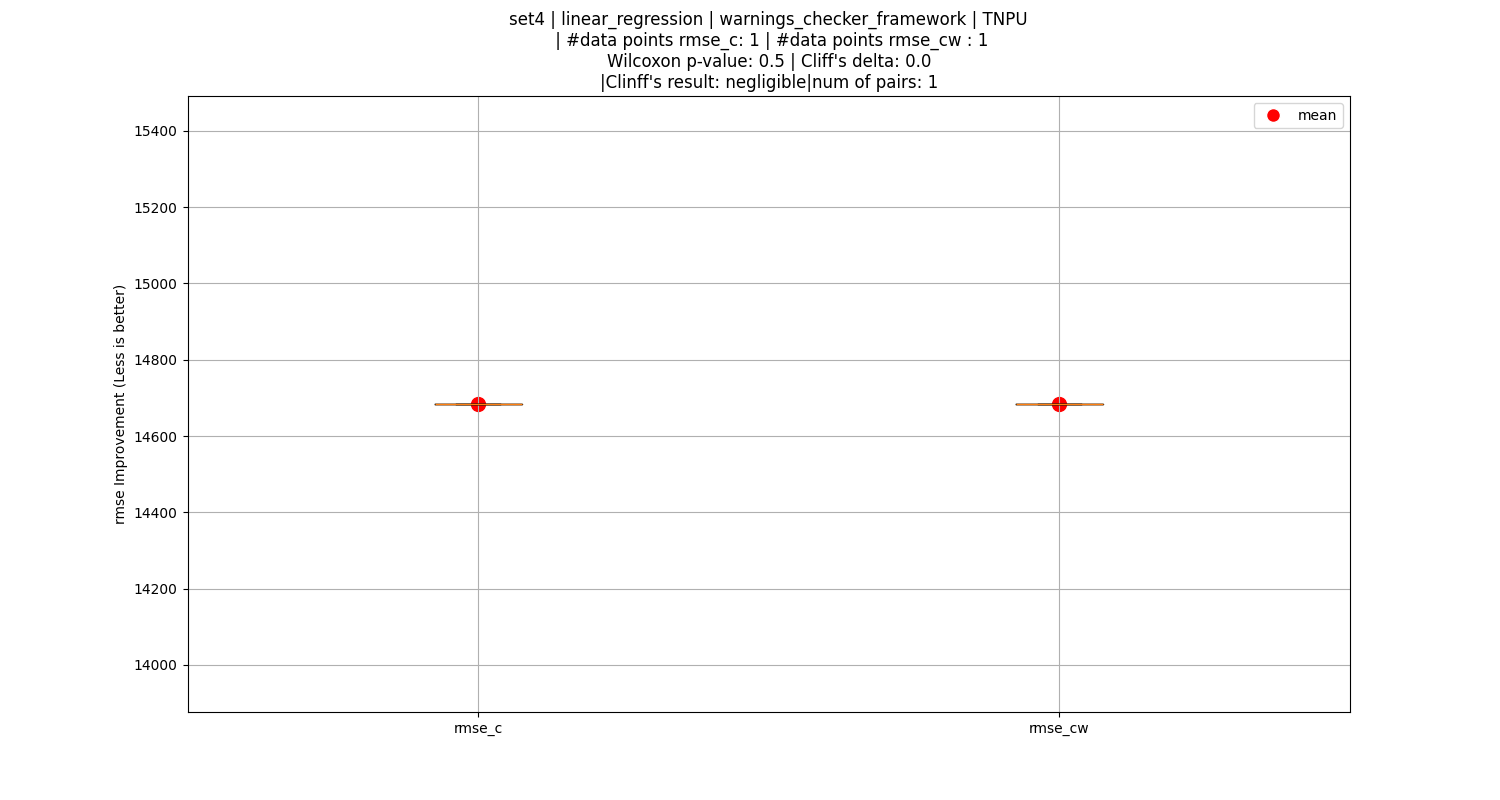 set4 | linear_regression | warnings_checker_framework | TNPU
| #data points rmse_c: 1 | #data points rmse_cw : 1
Wilcoxon p-value: 0.5 | Cliff's delta: 0.0
|Clinff's result: negligible|num of pairs: 1
mean
15400
15200
15000
14800
14600
14400
14200
14000
rmse Improvement (Less is better)
rmse_c
rmse_cw